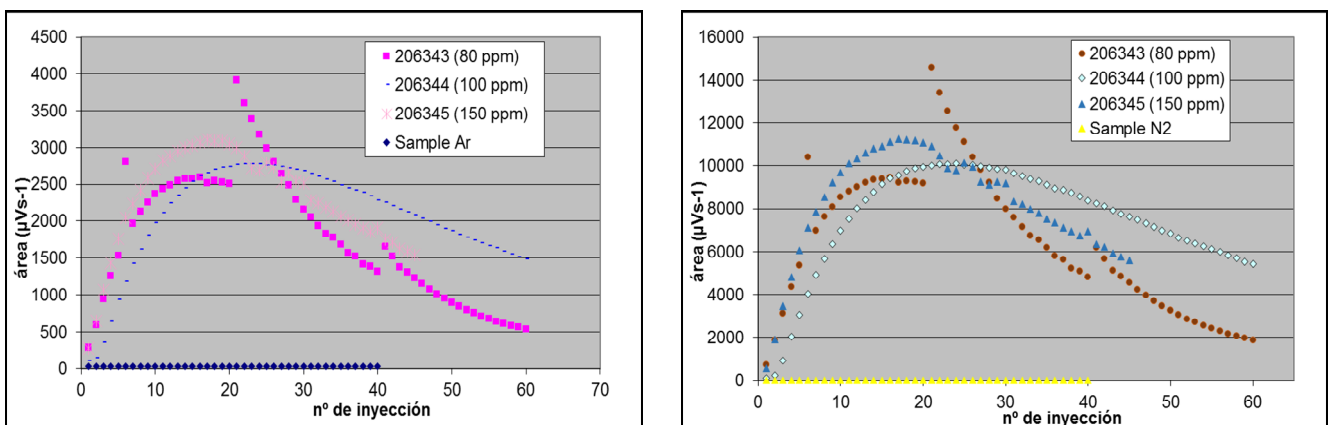 4500
4000
3500
3000
2500
2000
1500
1000
500
0
área (µVs-1)
206343 (80 ppm)
206344 (100 ppm)
206345 (150 ppm)
Sample Ar
0 10 20 30 40 50 60 70
nº de inyección
16000
14000
12000
10000
8000
6000
4000
2000
0
área (µVs-1)
206343 (80 ppm)
206344 (100 ppm)
206345 (150 ppm)
Sample N2
0 10 20 30 40 50 60
nº de inyección